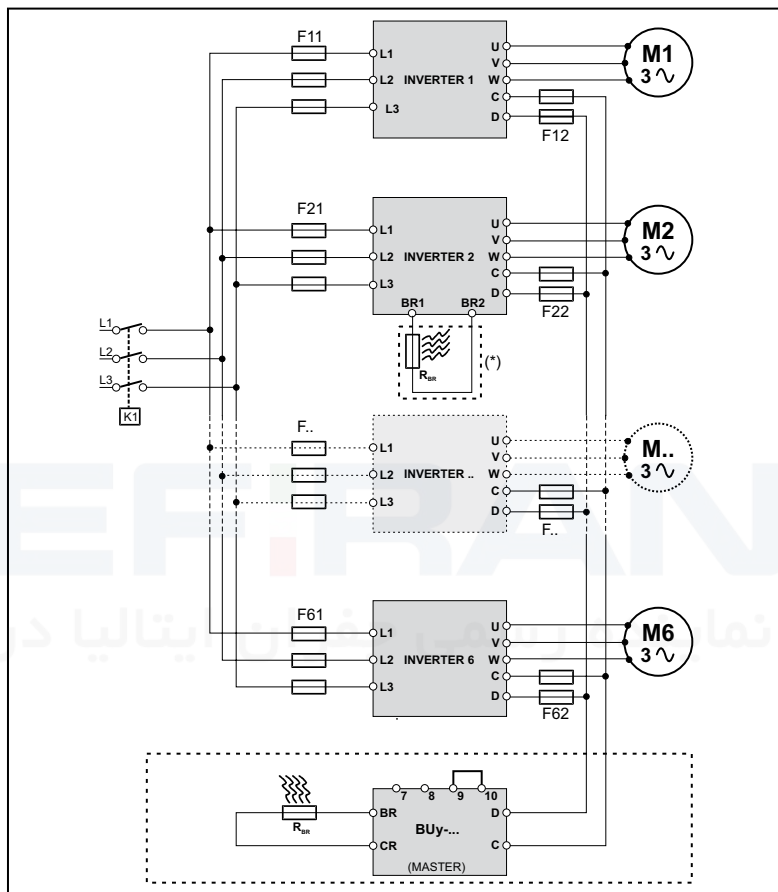 F11
L1
L2
L3
INVERTER 1
U
V
W
C
D
F12
M1
3
F21
L1
L2
L3
INVERTER 2
BR1 BR2
U
V
W
C
D
F22
M2
3
R BR
(*)
L1
L2
L3
K1
F..
L1
L2
L3
INVERTER ..
U
V
W
C
D
F..
M..
3
F61
L1
L2
L3
INVERTER 6
U
V
W
C
D
F62
M6
3
R BR
7 8 9 10
BR
CR
BUy-...
(MASTER)
D
C